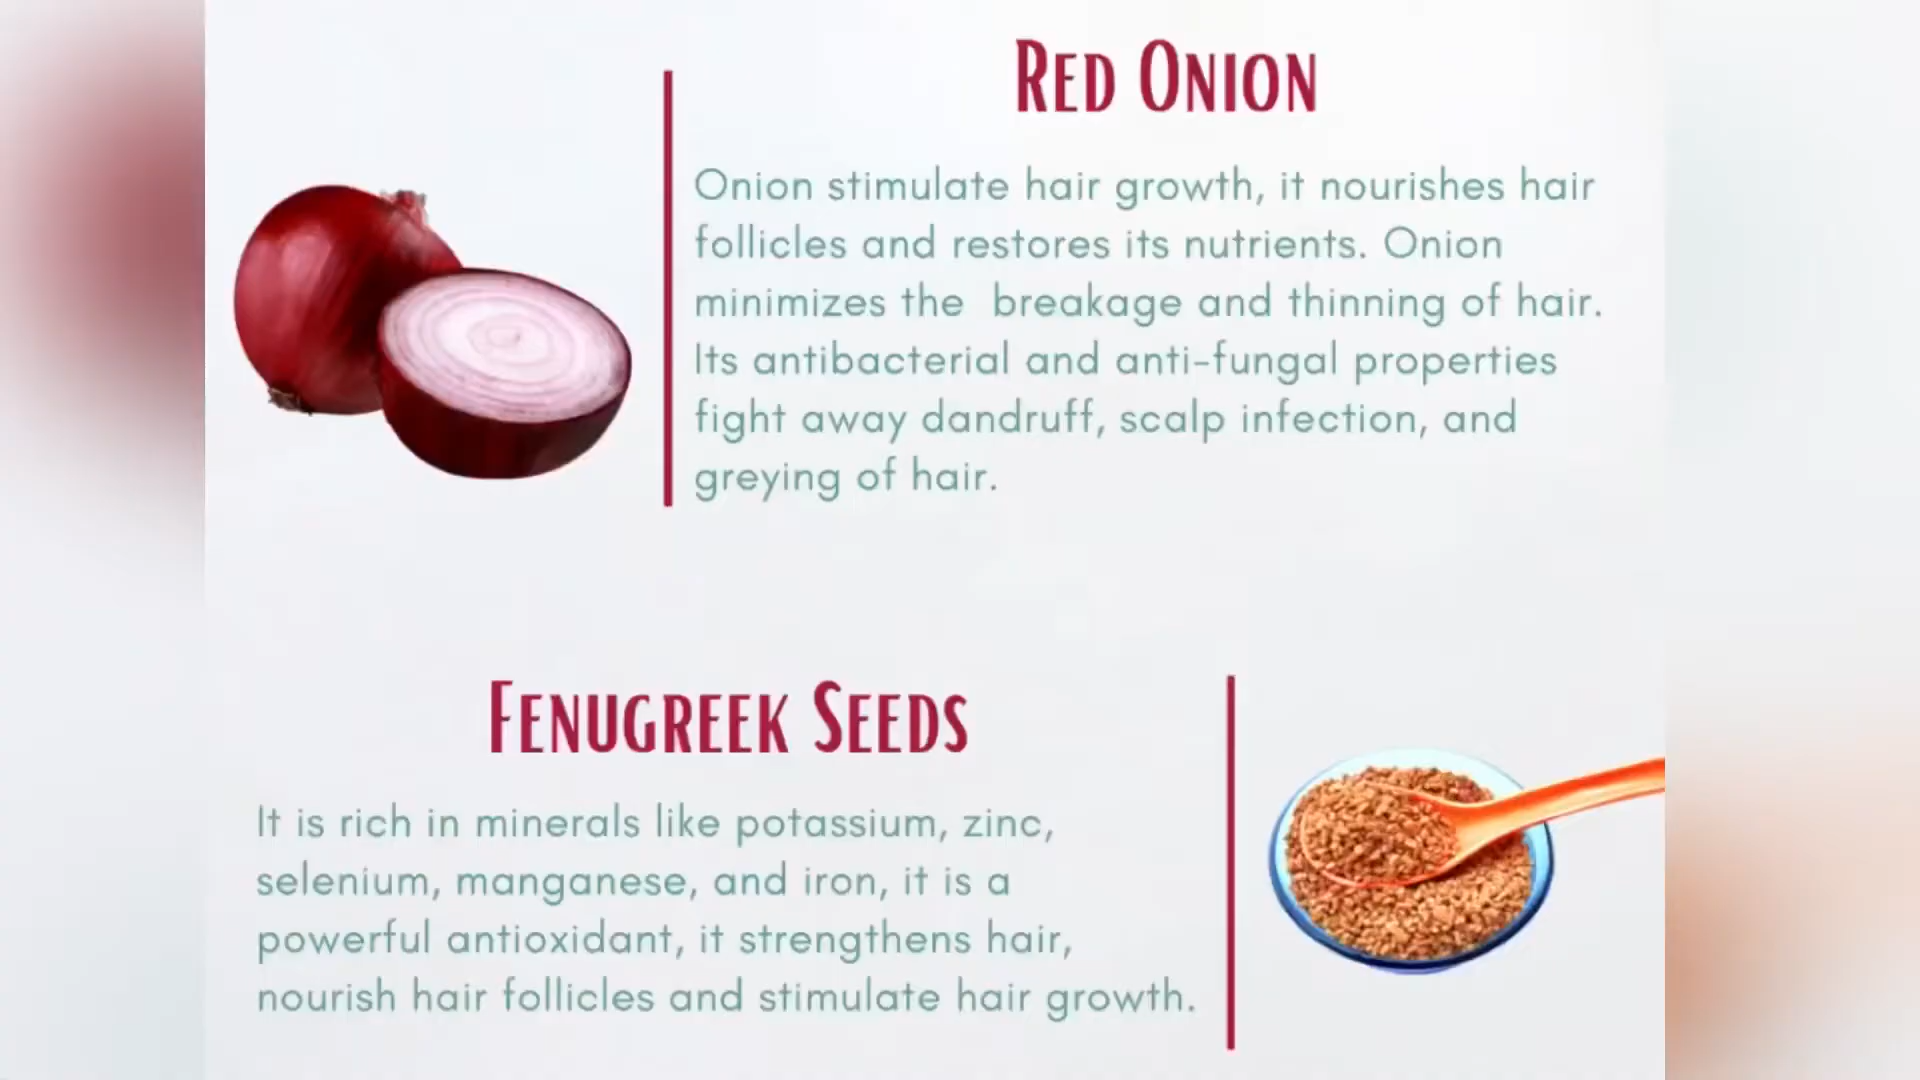 RED ONION
Onion stimulate hair growth, it nourishes hair
follicles and restores its nutrients. Onion
minimizes the breakage and thinning of hair.
Its antibacterial and anti-fungal properties
fight away dandruff, scalp infection, and
greying of hair.
FENUGREEK SEEDS
It is rich in minerals like potassium, zinc,
selenium, manganese, and iron, it is a
powerful antioxidant, it strengthens hair,
nourish hair follicles and stimulate hair growth.